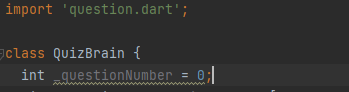 import 'question.dart';
class QuizBrain {
int _questionNumber = 0;